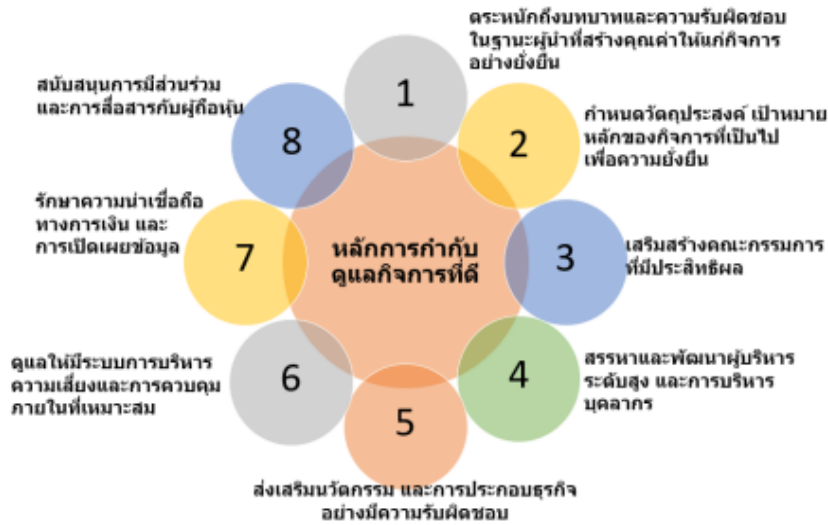 1
ตระหนักถึงบทบาทและความรับผิดชอบ
ในฐานะผู้นำที่สร้างคุณค่าให้แก่กิจการ
อย่างยั่งยืน
2
กำหนดวัตถุประสงค์ เป้าหมาย
หลักของกิจการที่เป็นไป
เพื่อความยั่งยืน
3
เสริมสร้างคณะกรรมการ
ที่มีประสิทธิผล
4
สรรหาและพัฒนาผู้บริหาร
ระดับสูง และการบริหาร
บุคลากร
5
ส่งเสริมนวัตกรรม และการประกอบธุรกิจ
อย่างมีความรับผิดชอบ
6
ดูแลให้มีระบบการบริหาร
ความเสี่ยงและการควบคุม
ภายในที่เหมาะสม
7
รักษาความน่าเชื่อถือ
ทางการเงิน และ
การเปิดเผยข้อมูล
8
สนับสนุนการมีส่วนร่วม
และการสื่อสารกับผู้ถือหุ้น
หลักการกำกับ
ดูแลกิจการที่ดี